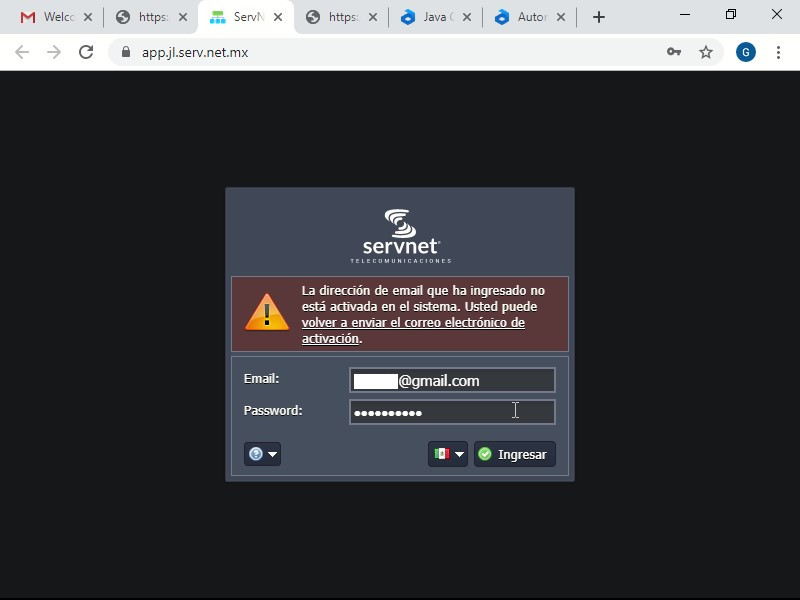 Welcc
https:
ServN
https:
Java C
Autor
app.jl.serv.net.mx
G
servnet
TELECOMUNICACIONES
La dirección de email que ha ingresado no
está activada en el sistema. Usted puede
volver a enviar el correo electrónico de
activación.
Email:
@gmail.com
Password:
Ingresar